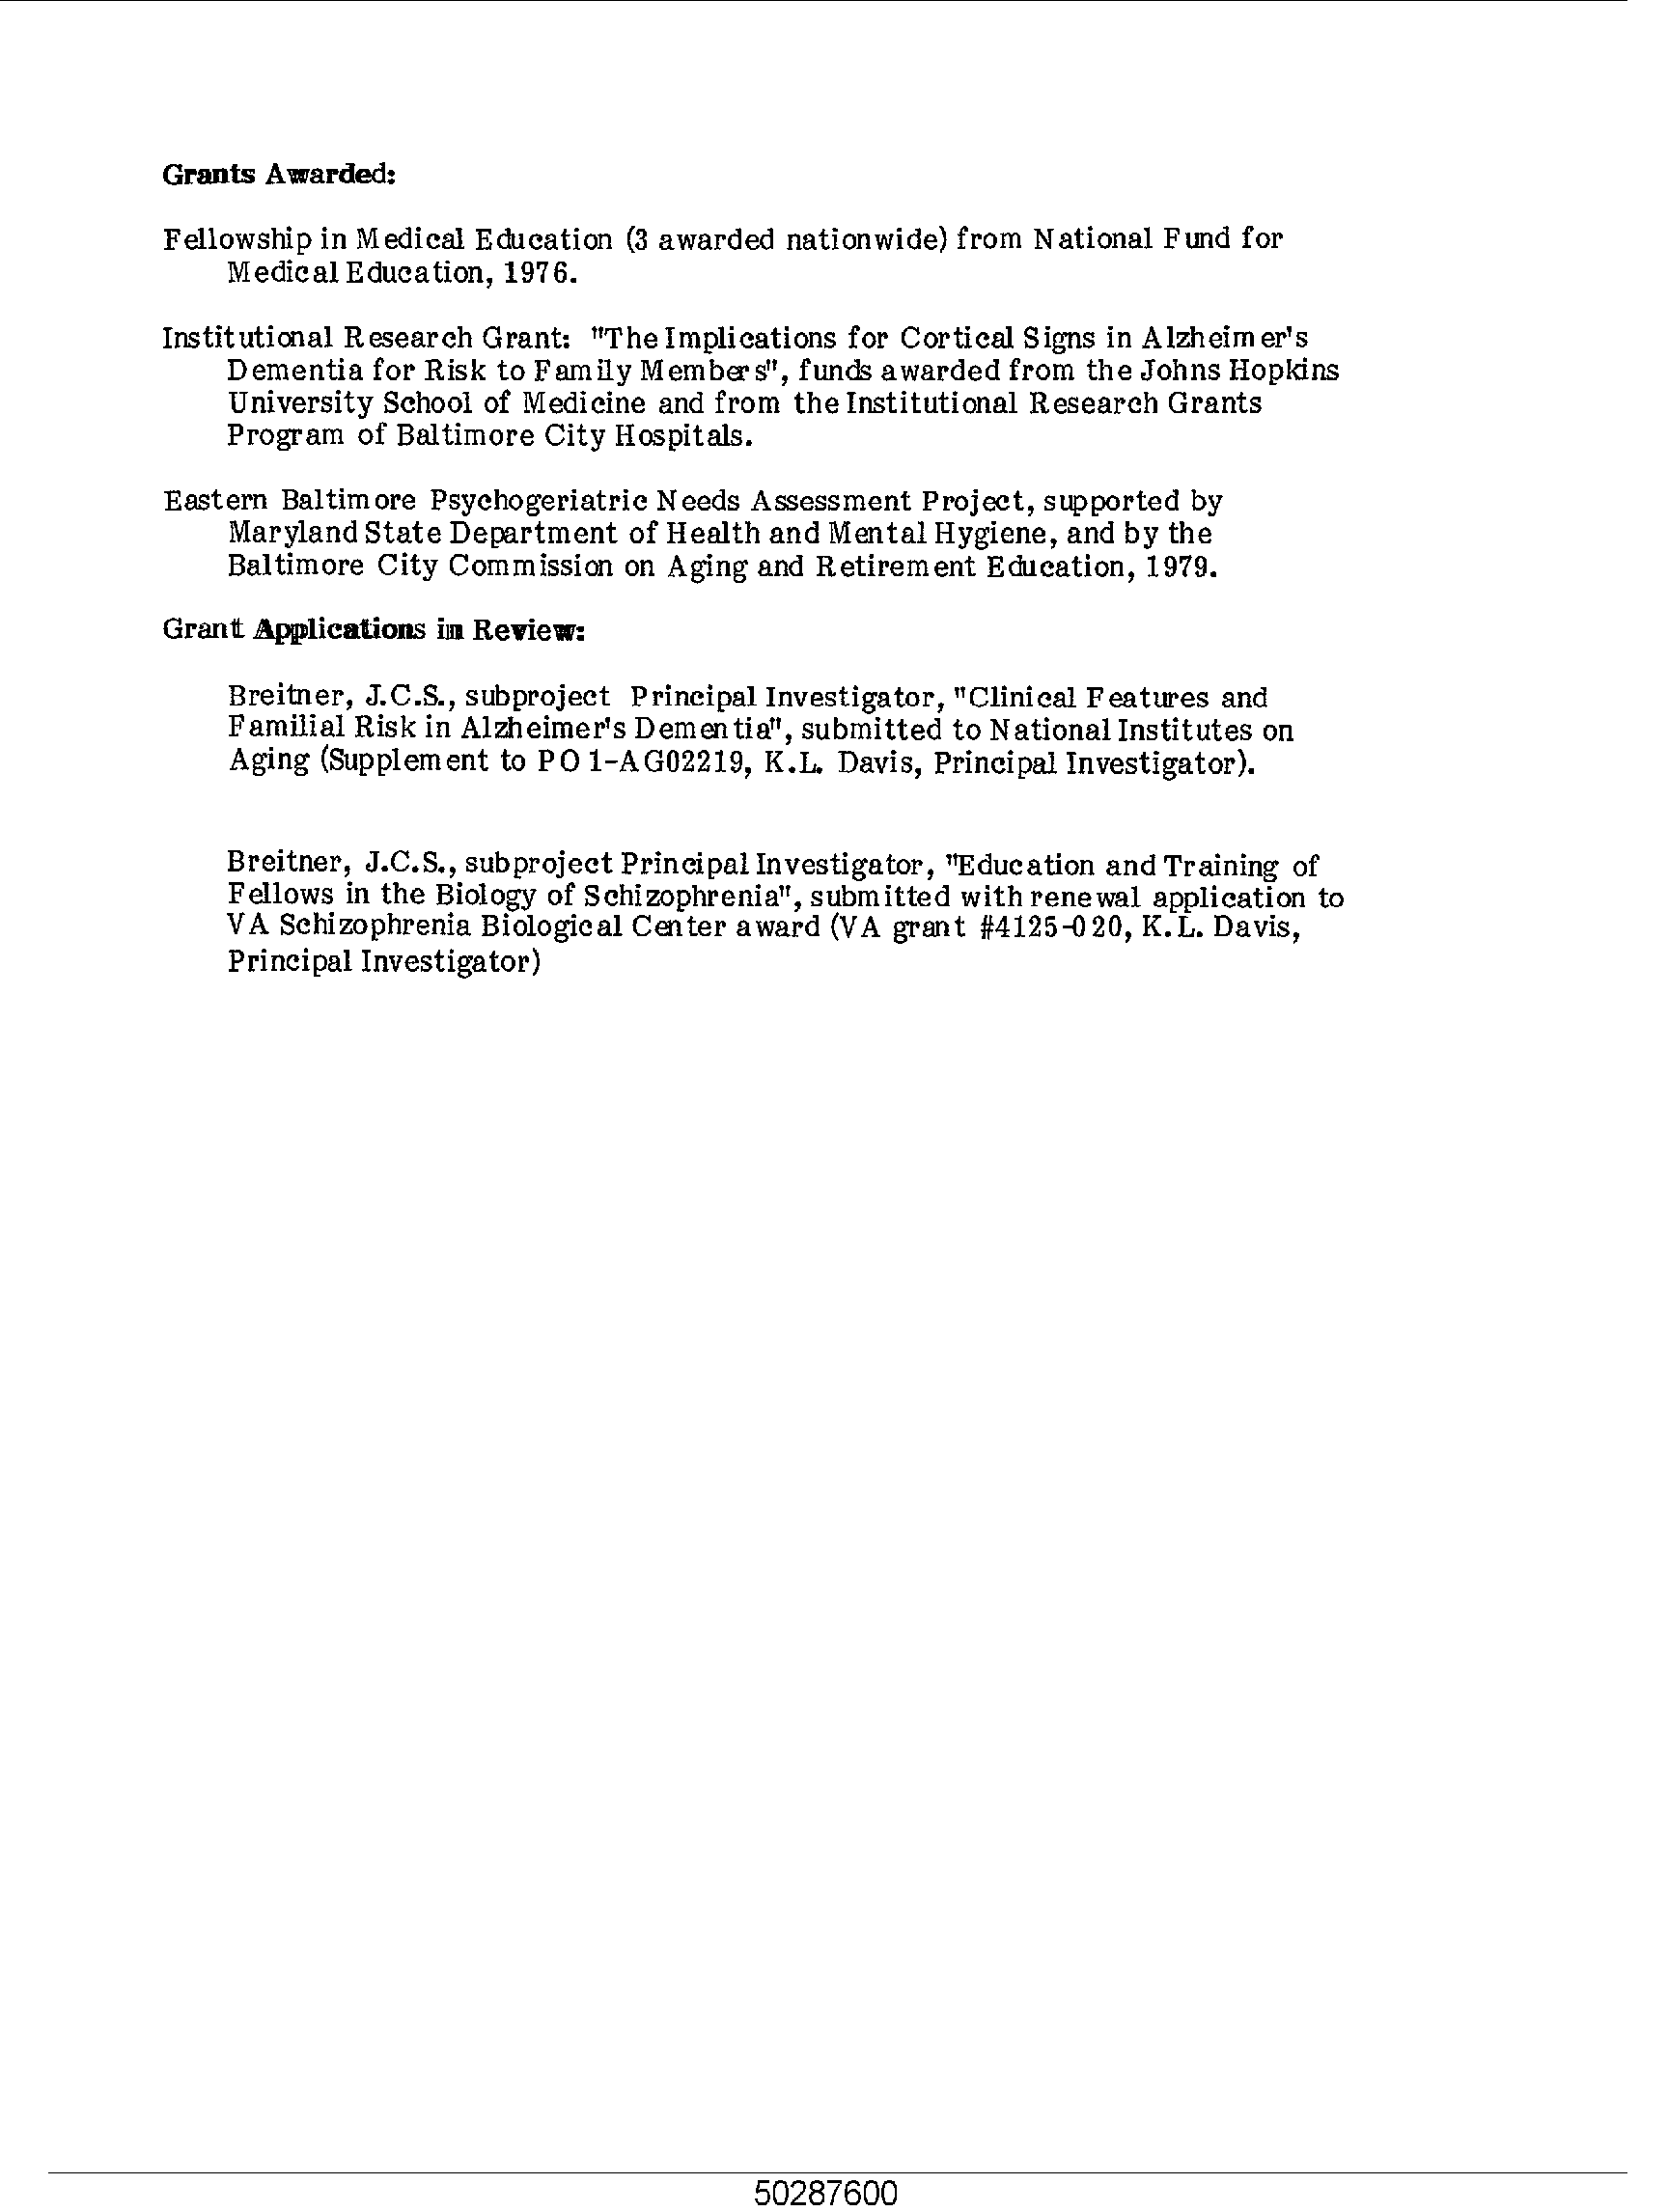 Grants Awarded:
Fellowship in Medical Education (3 awarded nationwide) from National Fund for
Medical Education, 1976.
Institutional Research Grant: "The Implications for Cortical Signs in Alzheimer's
Dementia for Risk to Family Members", funds awarded from the Johns Hopkins
University School of Medicine and from the Institutional Research Grants
Program of Baltimore City Hospitals.
Eastern Baltimore Psychogeriatric Needs Assessment Project, supported by
Maryland State Department of Health and Mental Hygiene, and by the
Baltimore City Commission on Aging and Retirement Education, 1979.
Grant Applications in Review:
Breitner, J.C.S., subproject Principal Investigator, "Clinical Features and
Familial Risk in Alzheimer's Dementia", submitted to National Institutes on
Aging (Supplement to PO1-AG02219, K.L. Davis, Principal Investigator).
Breitner, J.C.S., subproject Principal Investigator, "Education and Training of
Fellows in the Biology of Schizophrenia", submitted with renewal application to
VA Schizophrenia Biological Center award (VA grant #4125-020, K.L. Davis,
Principal Investigator)
50287600